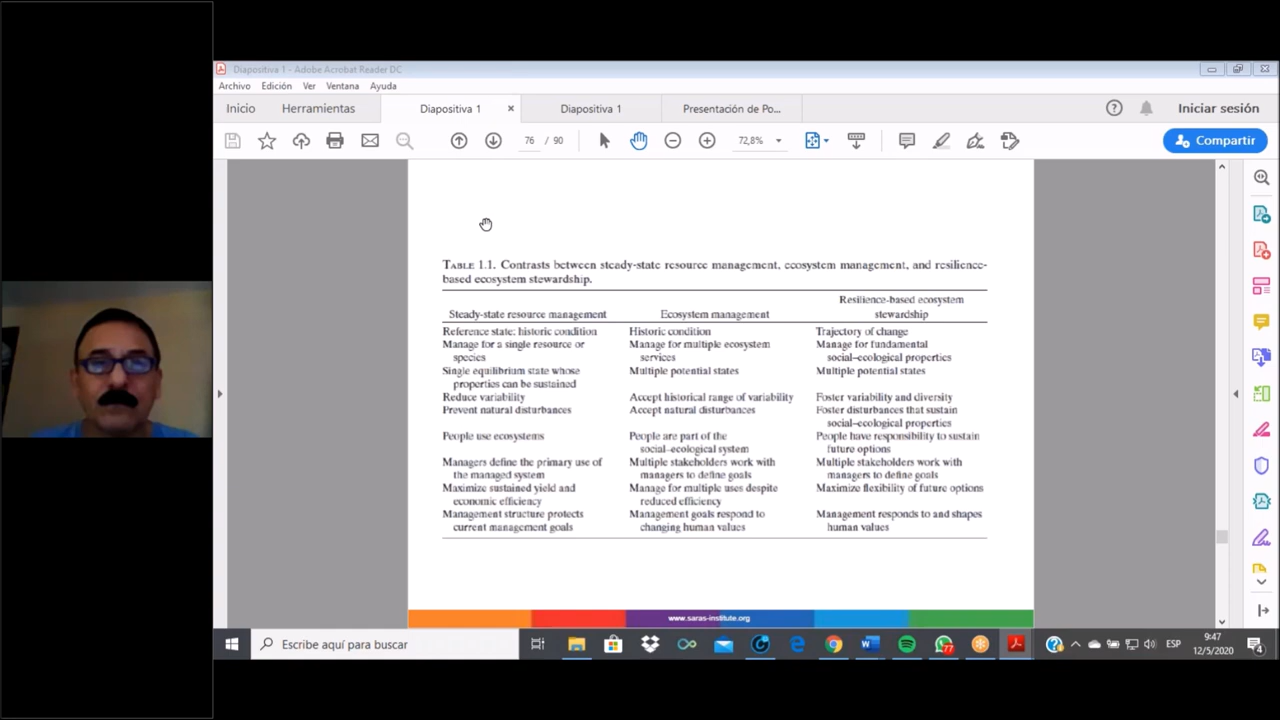 Diapositiva 1 - Adobe Acrobat Reader DC
Archivo Edición Ver Ventana Ayuda
Inicio Herramientas Diapositiva 1 Diapositiva 1 Presentación de Po... Iniciar sesión
76 / 90 72,8% Compartir
TABLE 1.1. Contrasts between steady-state resource management, ecosystem management, and resilience-
based ecosystem stewardship.
Steady-state resource management
Ecosystem management
Resilience-based ecosystem
stewardship
Reference state: historic condition
Historic condition
Trajectory of change
Manage for a single resource or
species
Manage for multiple ecosystem
services
Manage for fundamental
social–ecological properties
Single equilibrium state whose
properties can be sustained
Multiple potential states
Multiple potential states
Reduce variability
Accept historical range of variability
Foster variability and diversity
Prevent natural disturbances
Accept natural disturbances
Foster disturbances that sustain
social–ecological properties
People use ecosystems
People are part of the
social–ecological system
People have responsibility to sustain
future options
Managers define the primary use of
the managed system
Multiple stakeholders work with
managers to define goals
Multiple stakeholders work with
managers to define goals
Maximize sustained yield and
economic efficiency
Manage for multiple uses despite
reduced efficiency
Maximize flexibility of future options
Management structure protects
current management goals
Management goals respond to
changing human values
Management responds to and shapes
human values
www.saras-institute.org
Escribe aquí para buscar
77
ESP
9:47
12/5/2020
4